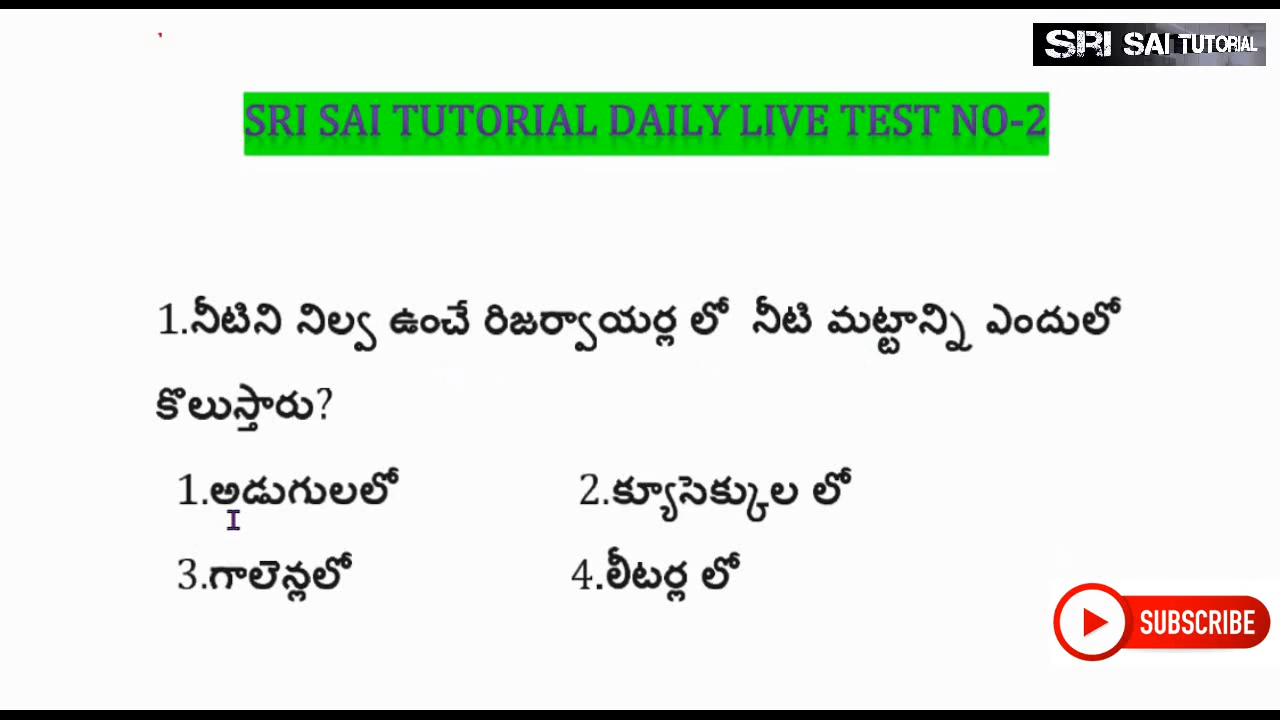 SRI SAI TUTORIAL
SRI SAI TUTORIAL DAILY LIVE TEST NO-2
1.నీటిని నిల్వ ఉంచే రిజర్వాయర్ల లో నీటి మట్టాన్ని ఎందులో
కొలుస్తారు?
1.అడుగులలో 2.క్యూసెక్కుల లో
3.గాలెన్లలో 4.లీటర్ల లో
SUBSCRIBE